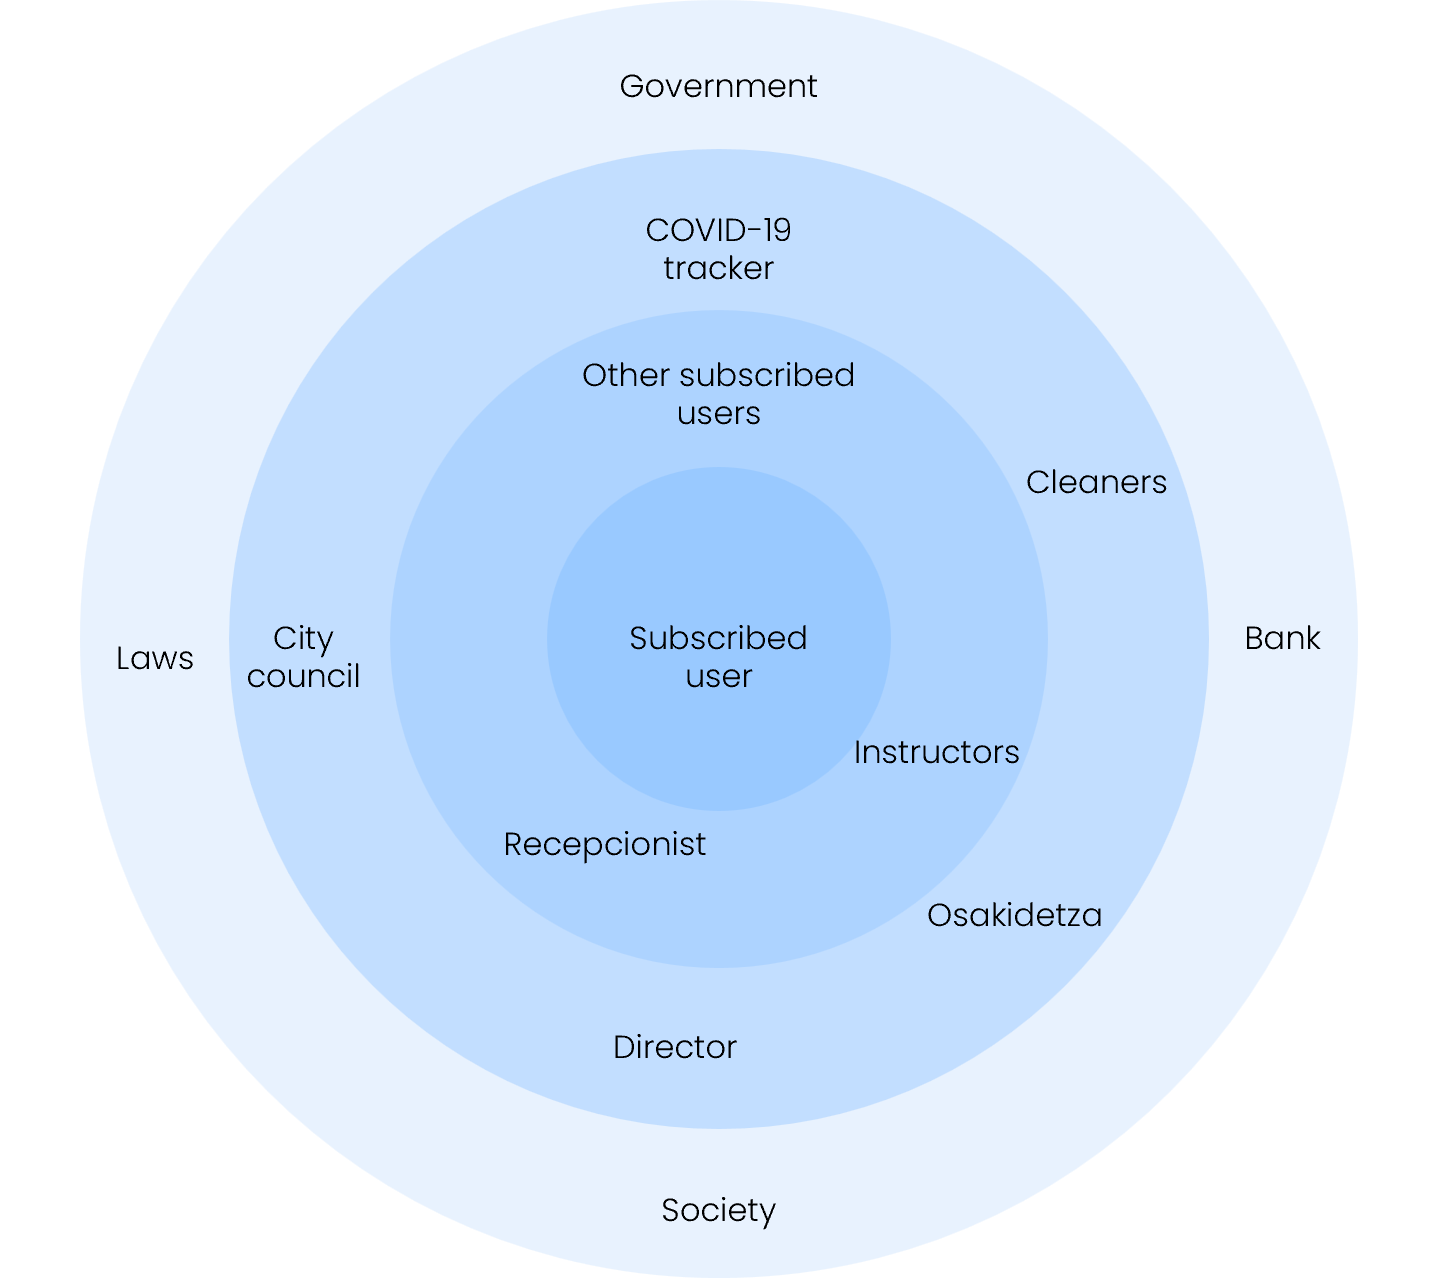 Government
COVID-19
tracker
Other subscribed
users
Cleaners
City
council
Laws
Subscribed
user
Bank
Instructors
Recepcionist
Osakidetza
Director
Society